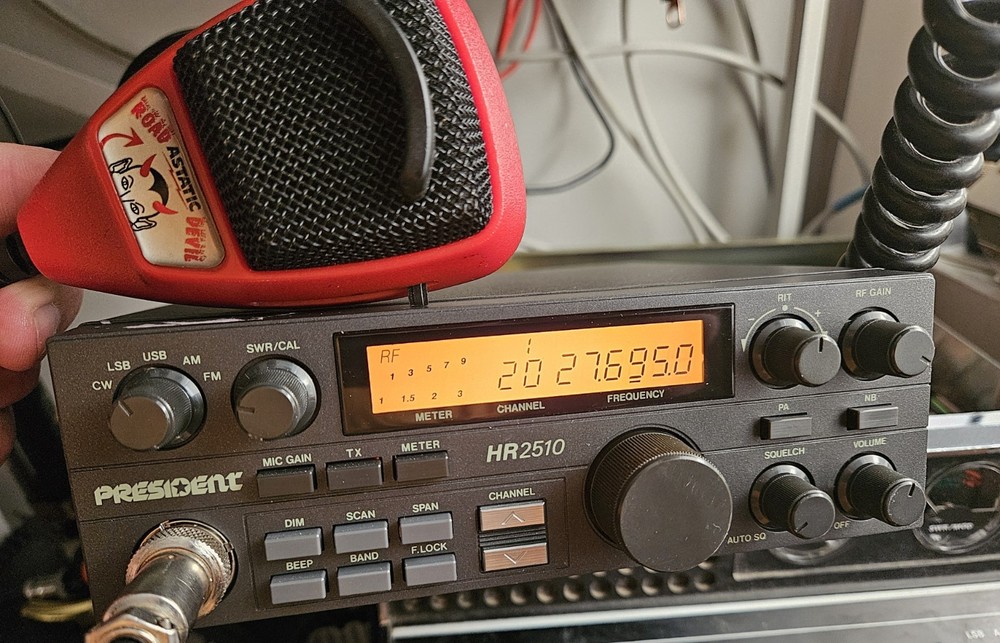 ROAD
ASTATIC
DEVIL
LSB USB AM
CW FM
SWR/CAL
RF
1 3 5 7 9
1 1.5 2 3
20 27.695.0
METER CHANNEL FREQUENCY
RIT
- +
RF GAIN
PA
NB
SQUELCH
VOLUME
OFF
AUTO SQ
MIC GAIN TX METER
HR2510
PRESIDENT
DIM SCAN SPAN
BEEP BAND F.LOCK
CHANNEL
LSB